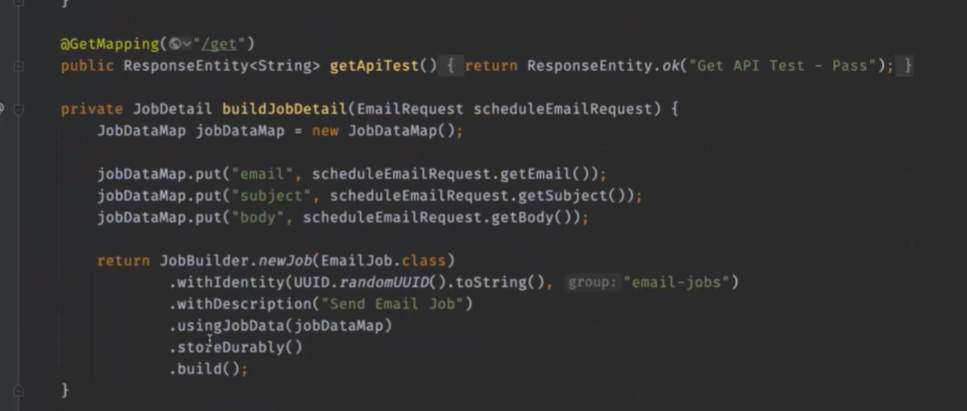 }
@GetMapping("/get")
public ResponseEntity<String> getApiTest() { return ResponseEntity.ok("Get API Test - Pass"); }
private JobDetail buildJobDetail(EmailRequest scheduleEmailRequest) {
JobDataMap jobDataMap = new JobDataMap();
jobDataMap.put("email", scheduleEmailRequest.getEmail());
jobDataMap.put("subject", scheduleEmailRequest.getSubject());
jobDataMap.put("body", scheduleEmailRequest.getBody());
return JobBuilder.newJob(EmailJob.class)
.withIdentity(UUID.randomUUID().toString(), group: "email-jobs")
.withDescription("Send Email Job")
.usingJobData(jobDataMap)
.storeDurably()
.build();
}